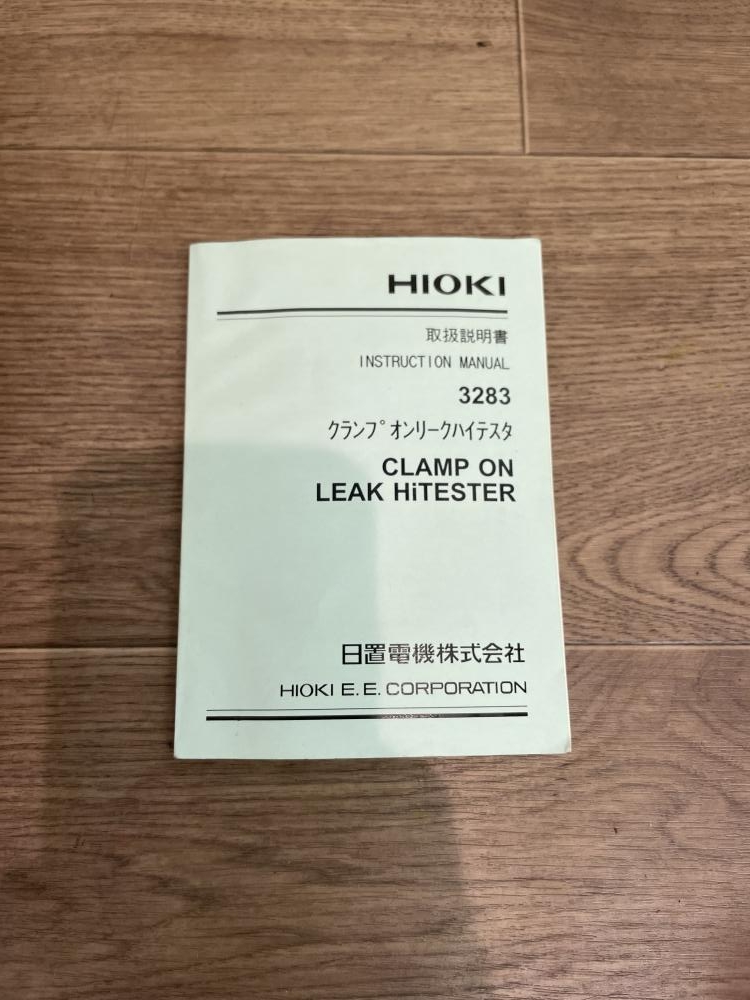 HIOKI
取扱説明書
INSTRUCTION MANUAL
3283
クランプオンリークハイテスタ
CLAMP ON
LEAK HiTESTER
日置電機株式会社
HIOKI E. E. CORPORATION